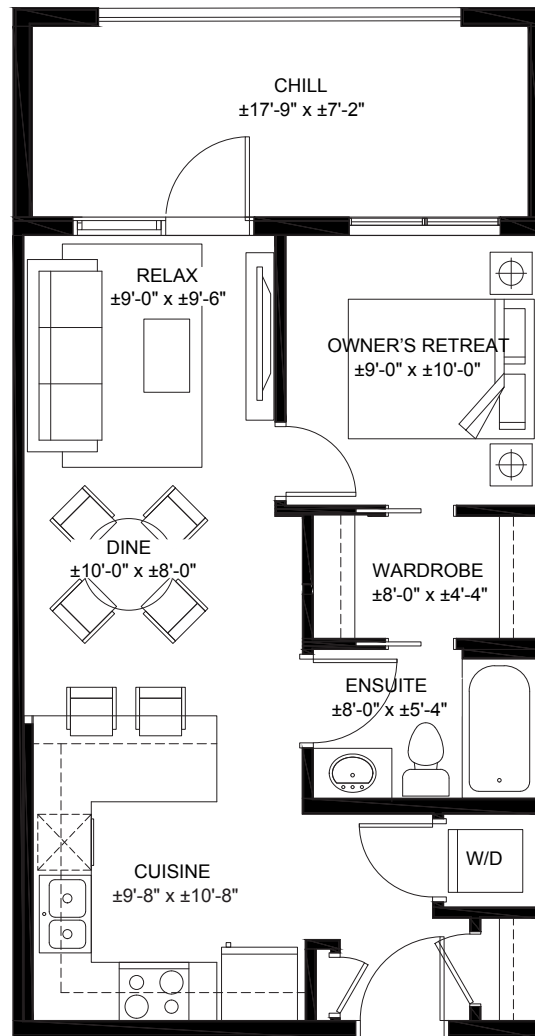 CHILL
±17'-9" x ±7'-2"
RELAX
±9'-0" x ±9'-6"
OWNER'S RETREAT
±9'-0" x ±10'-0"
DINE
±10'-0" x ±8'-0"
WARDROBE
±8'-0" x ±4'-4"
ENSUITE
±8'-0" x ±5'-4"
W/D
CUISINE
±9'-8" x ±10'-8"